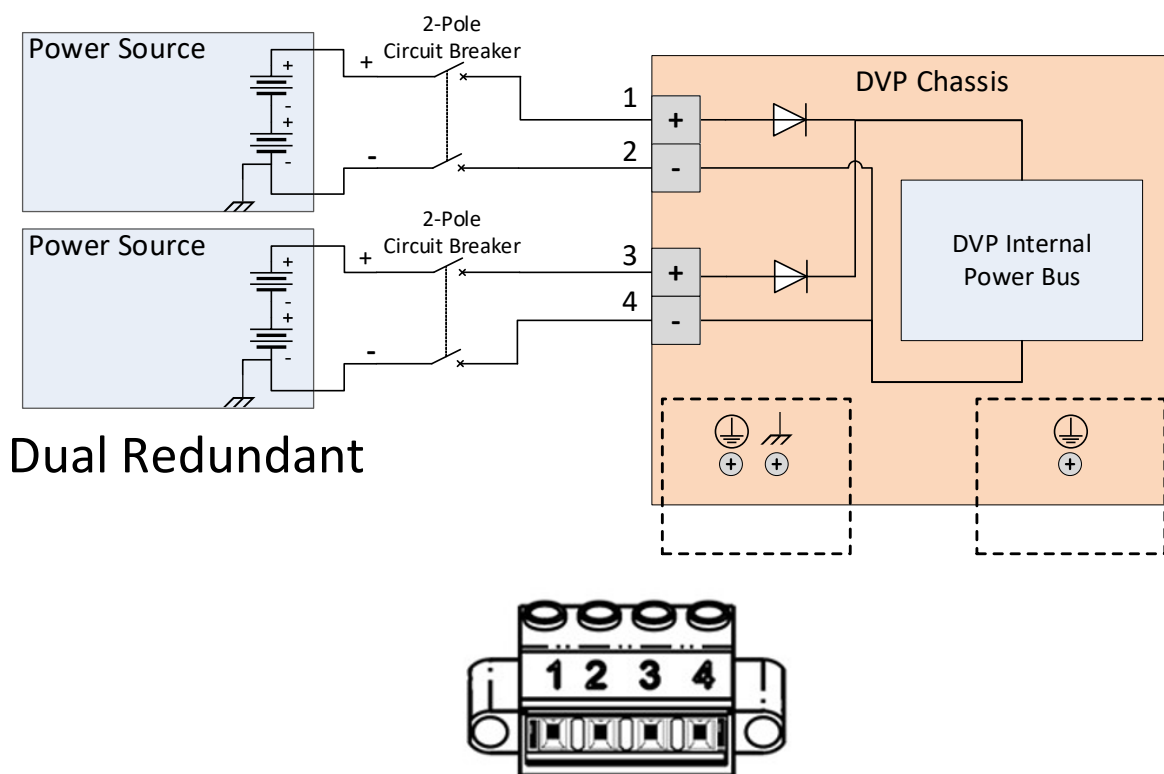 Power Source
+
-
+
-
+
-
2-Pole
Circuit Breaker
1
2
+
-
DVP Chassis
DVP Internal
Power Bus
Power Source
+
-
+
-
+
-
2-Pole
Circuit Breaker
3
4
+
-
Dual Redundant
+ +
+
1 2 3 4